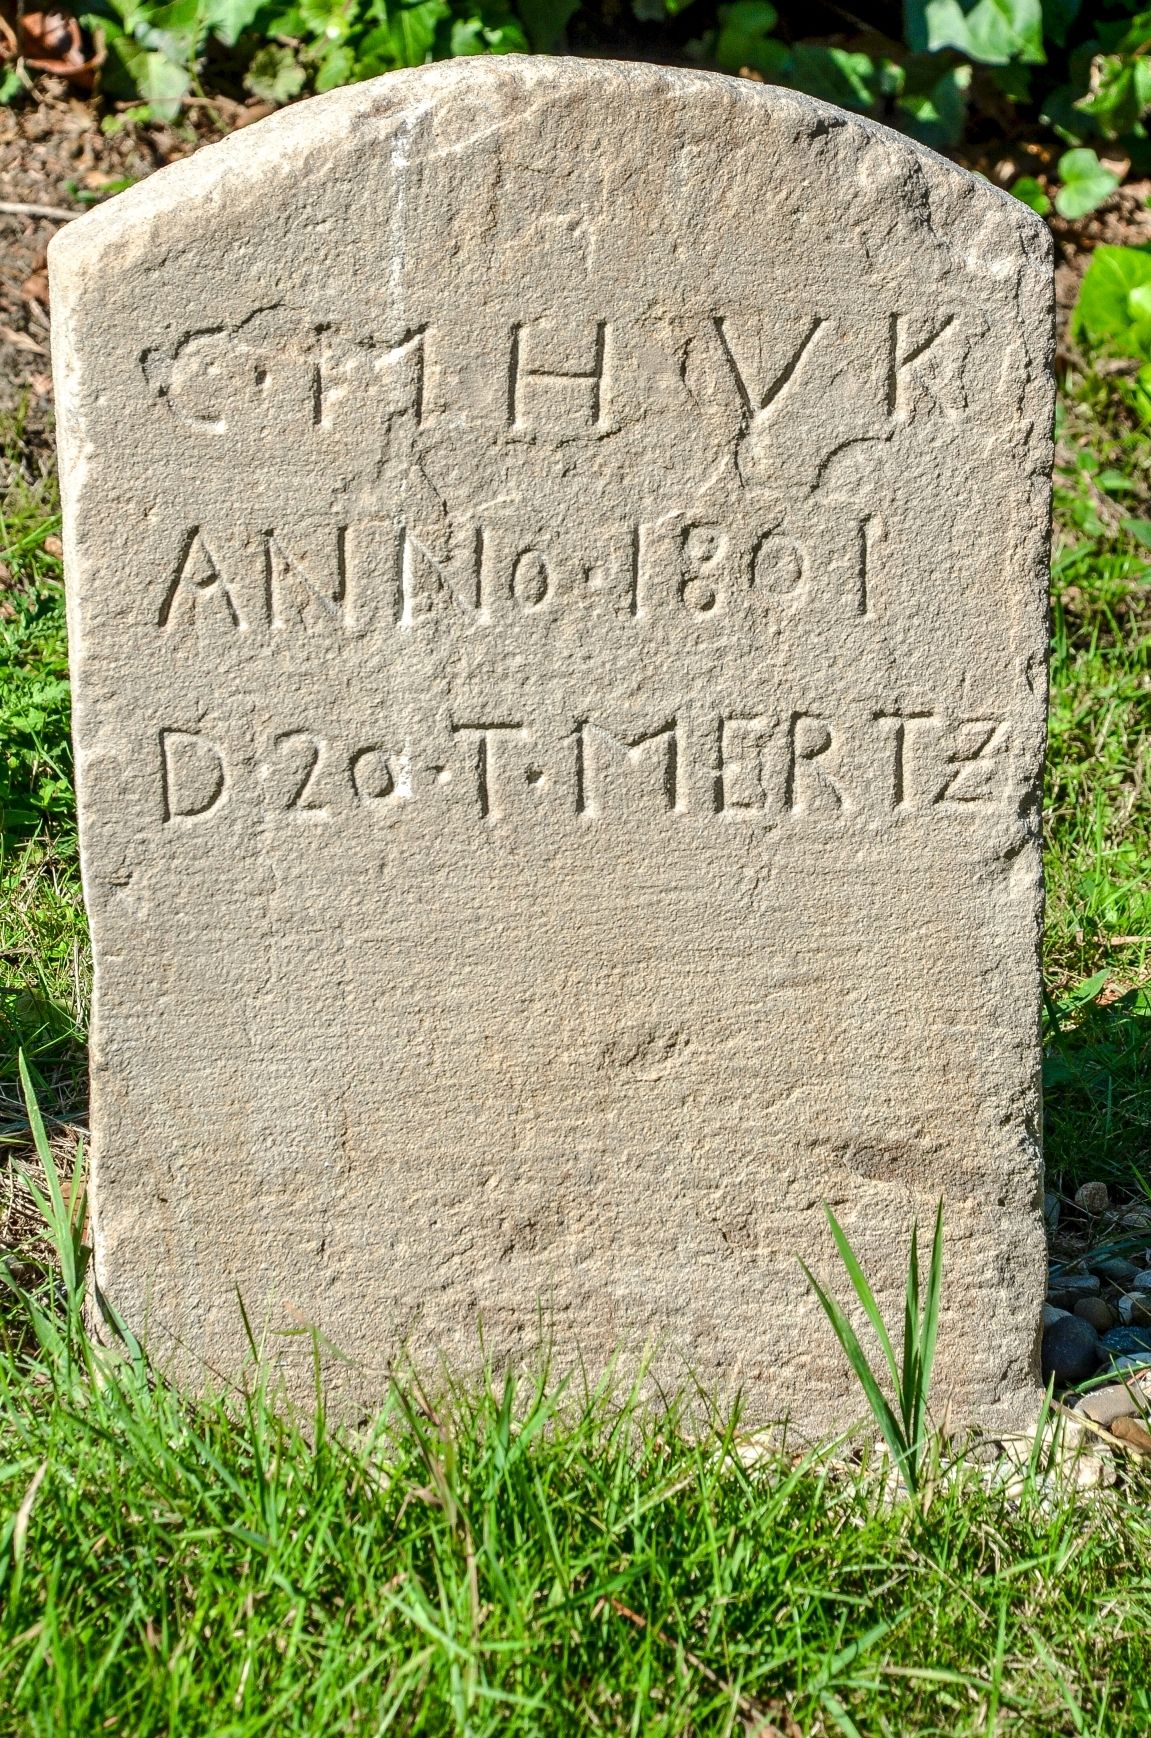 C·M H V K
ANNO·1801
D 20·T·MERTZ